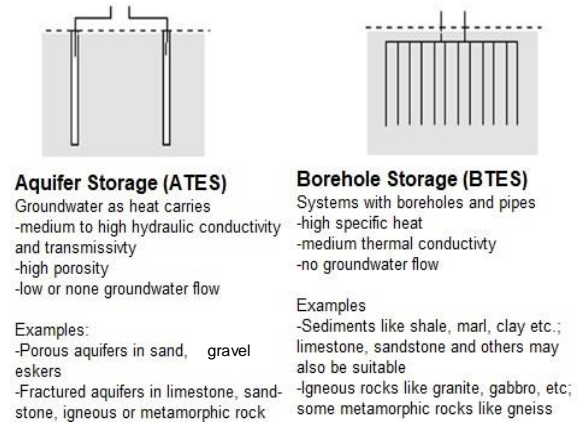 Aquifer Storage (ATES)
Groundwater as heat carries
-medium to high hydraulic conductivity
and transmissivty
-high porosity
-low or none groundwater flow
Examples:
-Porous aquifers in sand, gravel
eskers
-Fractured aquifers in limestone, sand-
stone, igneous or metamorphic rock
Borehole Storage (BTES)
Systems with boreholes and pipes
-high specific heat
-medium thermal conductivty
-no groundwater flow
Examples
-Sediments like shale, marl, clay etc.;
limestone, sandstone and others may
also be suitable
-Igneous rocks like granite, gabbro, etc;
some metamorphic rocks like gneiss